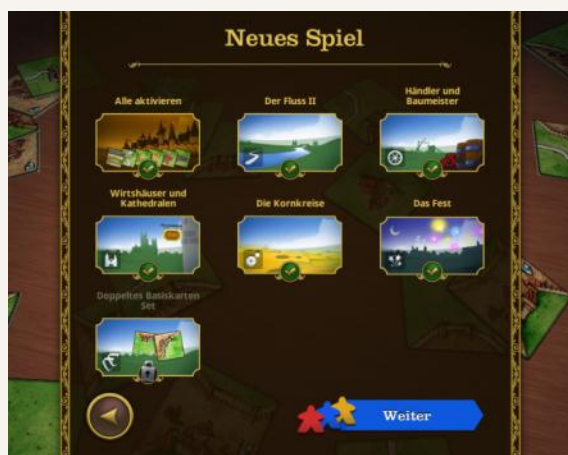 Neues Spiel
Alle aktivieren
Der Fluss II
Händler und
Baumeister
Wirtshäuser und
Kathedralen
Die Kornkreise
Das Fest
Doppeltes Basiskarten
Set
Weiter